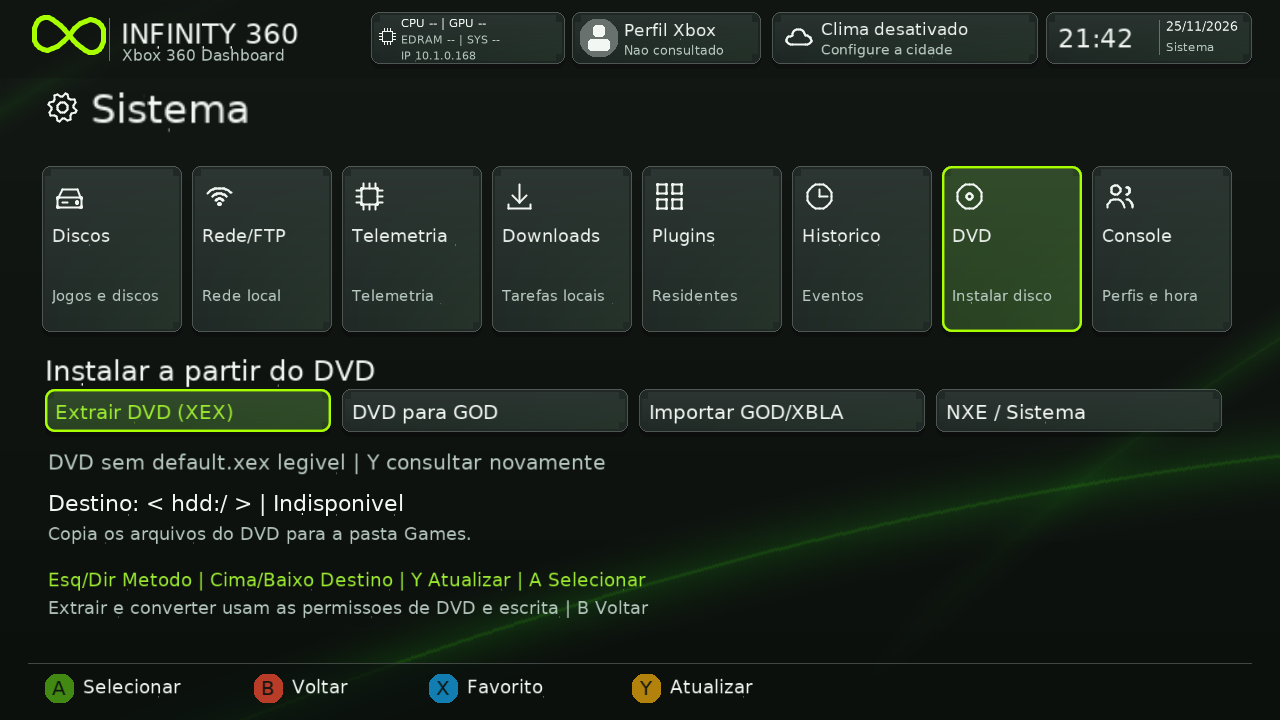 INFINITY 360
Xbox 360 Dashboard
CPU -- | GPU --
EDRAM -- | SYS --
IP 10.1.0.168
Perfil Xbox
Nao consultado
Clima desativado
Configure a cidade
21:42
25/11/2026
Sistema
Sistema
Discos
Jogos e discos
Rede/FTP
Rede local
Telemetria
Telemetria
Downloads
Tarefas locais
Plugins
Residentes
Historico
Eventos
DVD
Instalar disco
Console
Perfis e hora
Instalar a partir do DVD
Extrair DVD (XEX)
DVD para GOD
Importar GOD/XBLA
NXE / Sistema
DVD sem default.xex legivel | Y consultar novamente
Destino: < hdd:/ > | Indisponivel
Copia os arquivos do DVD para a pasta Games.
Esq/Dir Metodo | Cima/Baixo Destino | Y Atualizar | A Selecionar
Extrair e converter usam as permissoes de DVD e escrita | B Voltar
A Selecionar
B Voltar
X Favorito
Y Atualizar